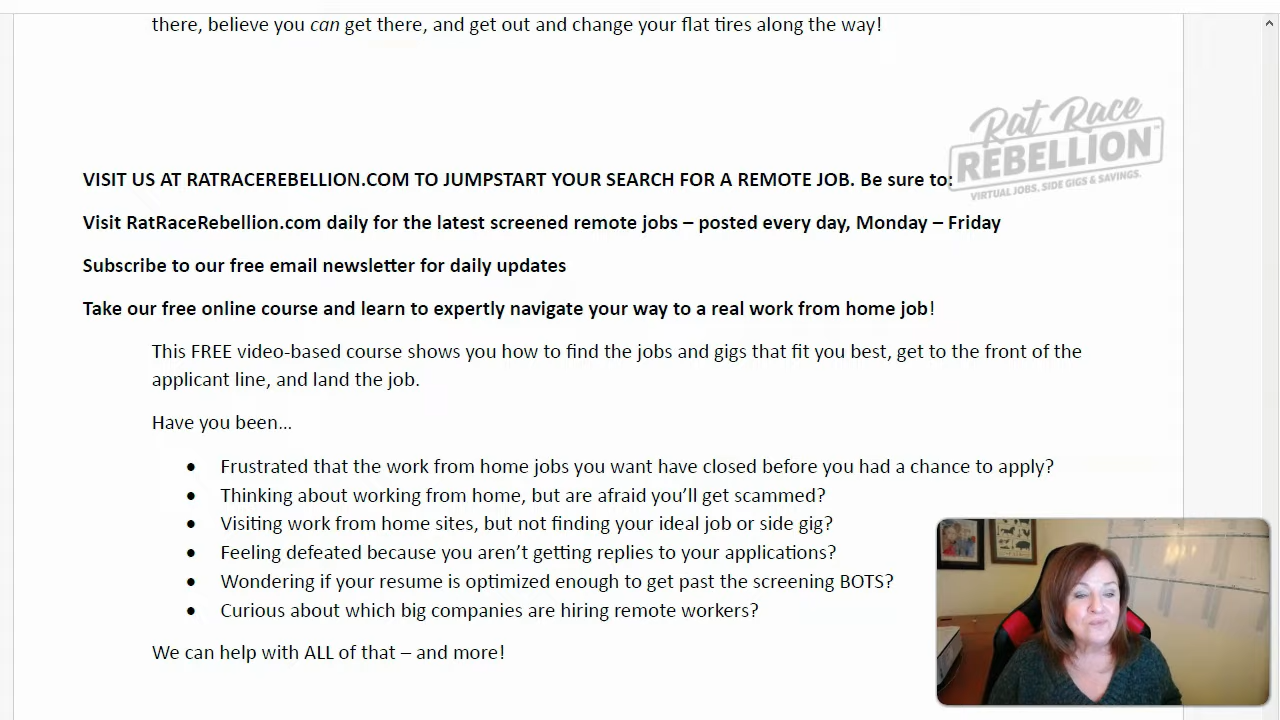 there, believe you can get there, and get out and change your flat tires along the way!
Rat Race
REBELLION™
VIRTUAL JOBS, SIDE GIGS & SAVINGS.
VISIT US AT RATRACEREBELLION.COM TO JUMPSTART YOUR SEARCH FOR A REMOTE JOB. Be sure to:
Visit RatRaceRebellion.com daily for the latest screened remote jobs – posted every day, Monday – Friday
Subscribe to our free email newsletter for daily updates
Take our free online course and learn to expertly navigate your way to a real work from home job!
This FREE video-based course shows you how to find the jobs and gigs that fit you best, get to the front of the
applicant line, and land the job.
Have you been…
• Frustrated that the work from home jobs you want have closed before you had a chance to apply?
• Thinking about working from home, but are afraid you’ll get scammed?
• Visiting work from home sites, but not finding your ideal job or side gig?
• Feeling defeated because you aren’t getting replies to your applications?
• Wondering if your resume is optimized enough to get past the screening BOTS?
• Curious about which big companies are hiring remote workers?
We can help with ALL of that – and more!